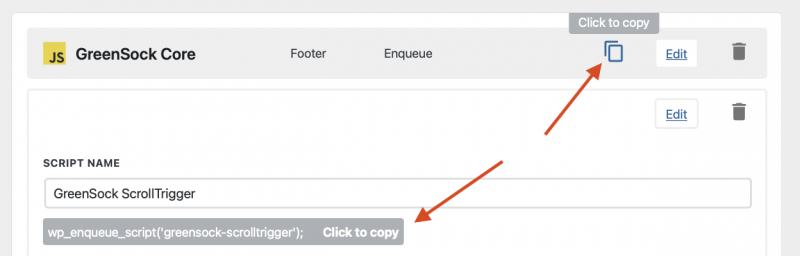 Click to copy
JS GreenSock Core Footer Enqueue Edit
Edit
SCRIPT NAME
GreenSock ScrollTrigger
wp_enqueue_script('greensock-scrolltrigger'); Click to copy